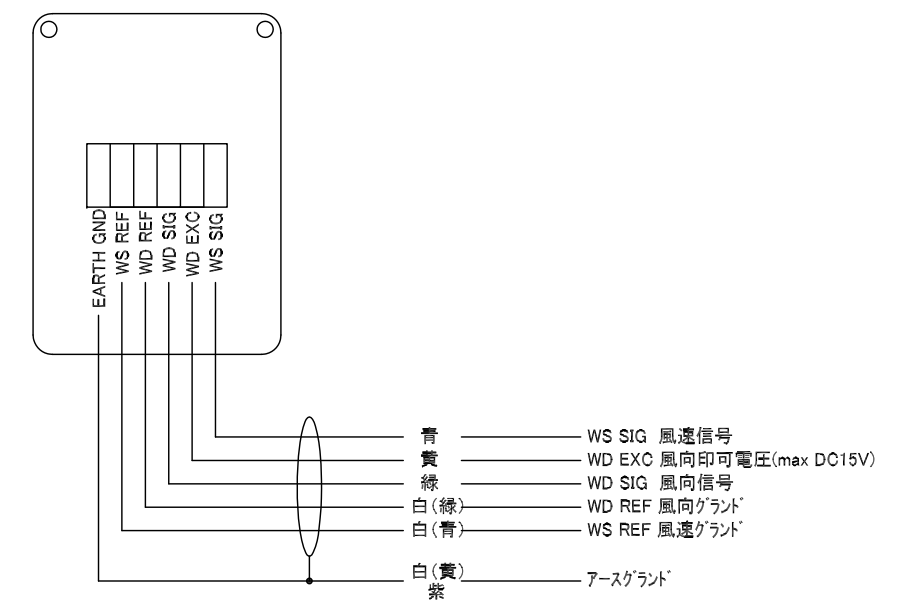 EARTH GND
WS REF
WD REF
WD SIG
WD EXC
WS SIG
青 WS SIG 風速信号
黄 WD EXC 風向印可電圧(max DC15V)
緑 WD SIG 風向信号
白(緑) WD REF 風向ｸﾞﾗﾝﾄﾞ
白(青) WS REF 風速ｸﾞﾗﾝﾄﾞ
白(黄) アースｸﾞﾗﾝﾄﾞ
紫